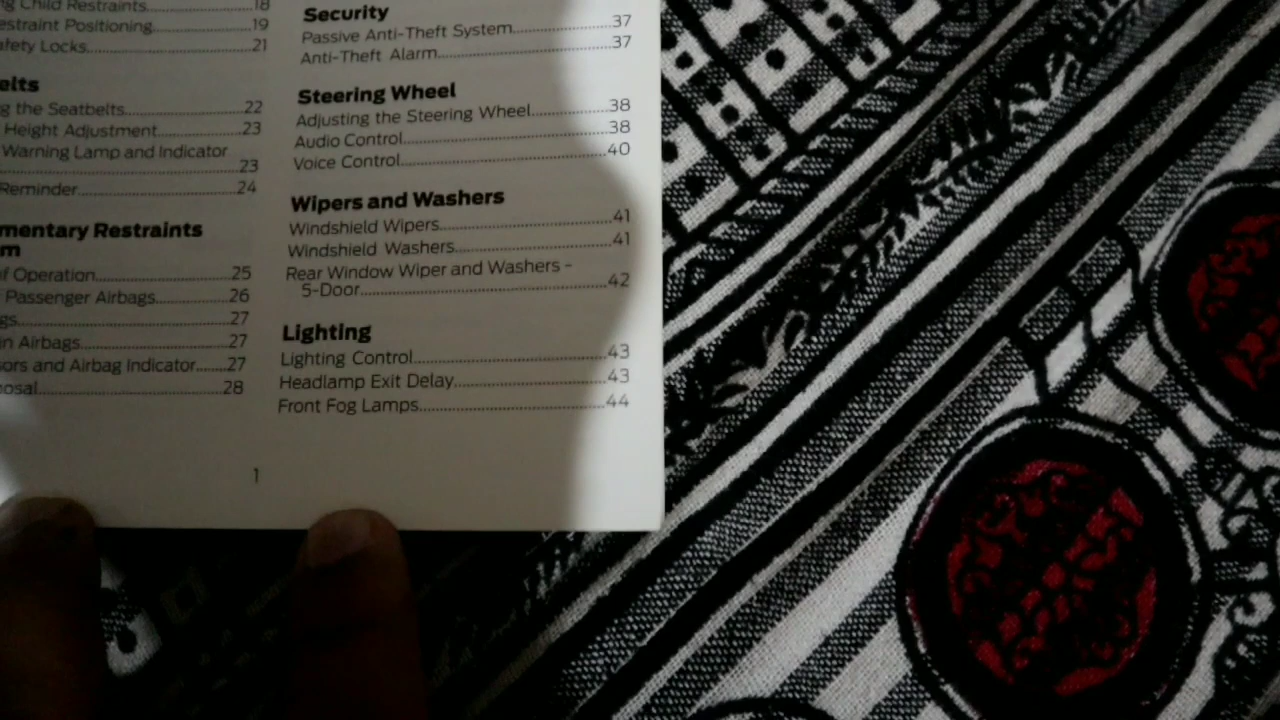 ng Child Restraints 18
estraint Positioning 19
afety Locks 21
elts
g the Seatbelts 22
Height Adjustment 23
Warning Lamp and Indicator
23
Reminder 24
mentary Restraints
m
of Operation 25
Passenger Airbags 26
gs 27
in Airbags 27
sors and Airbag Indicator 27
posal 28
1
Security
Passive Anti-Theft System 37
Anti-Theft Alarm 37
Steering Wheel
Adjusting the Steering Wheel 38
Audio Control 38
Voice Control 40
Wipers and Washers
Windshield Wipers 41
Windshield Washers 41
Rear Window Wiper and Washers –
5-Door 42
Lighting
Lighting Control 43
Headlamp Exit Delay 43
Front Fog Lamps 44